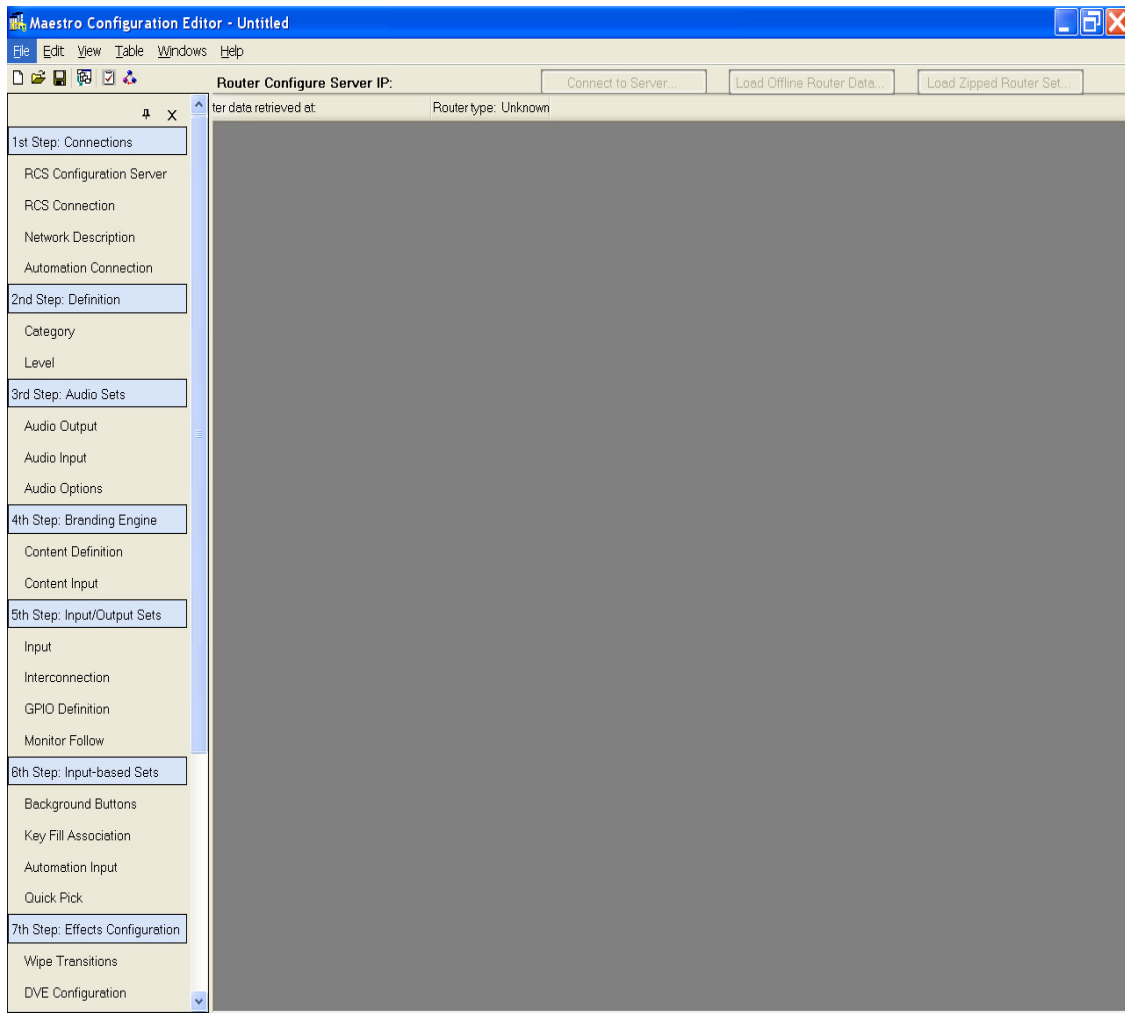 Maestro Configuration Editor - Untitled
File Edit View Table Windows Help
Router Configure Server IP: Connect to Server... Load Offline Router Data... Load Zipped Router Set...
ter data retrieved at: Router type: Unknown
1st Step: Connections
RCS Configuration Server
RCS Connection
Network Description
Automation Connection
2nd Step: Definition
Category
Level
3rd Step: Audio Sets
Audio Output
Audio Input
Audio Options
4th Step: Branding Engine
Content Definition
Content Input
5th Step: Input/Output Sets
Input
Interconnection
GPIO Definition
Monitor Follow
6th Step: Input-based Sets
Background Buttons
Key Fill Association
Automation Input
Quick Pick
7th Step: Effects Configuration
Wipe Transitions
DVE Configuration